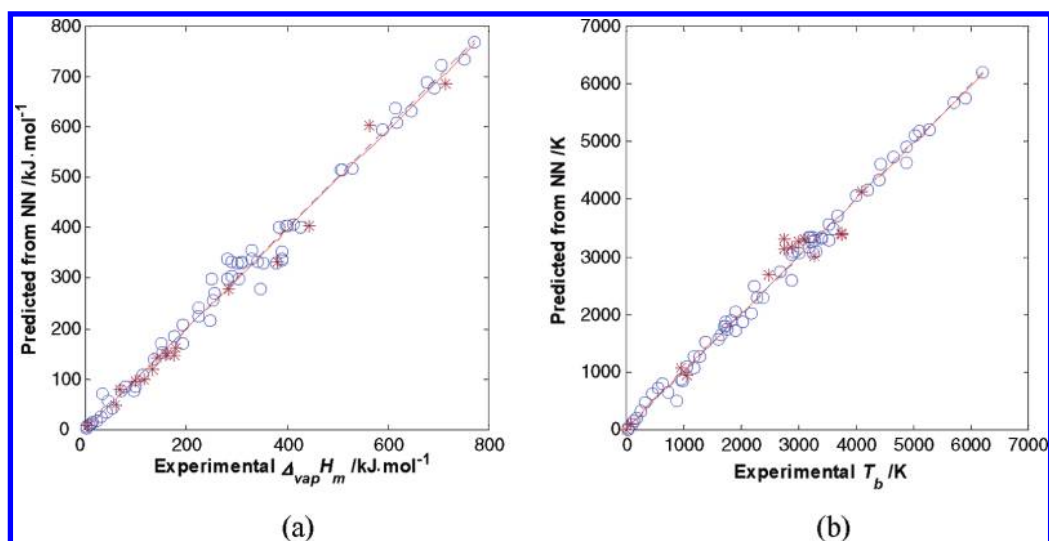 800
700
600
500
400
300
200
100
0
Predicted from NN /kJ·mol⁻¹
0 200 400 600 800
Experimental ΔvapHm /kJ·mol⁻¹
(a)
7000
6000
5000
4000
3000
2000
1000
0
Predicted from NN /K
0 1000 2000 3000 4000 5000 6000 7000
Experimental Tb /K
(b)